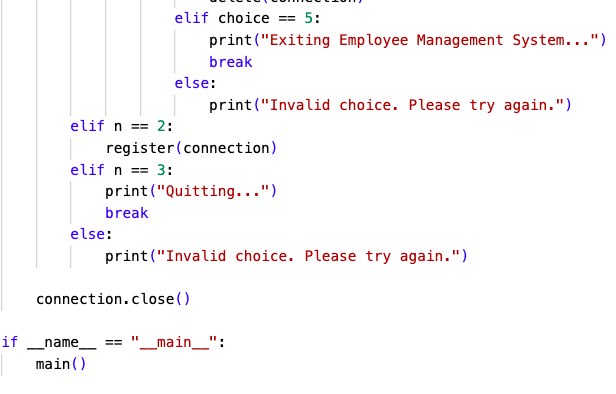 delete(connection)
elif choice == 5:
print("Exiting Employee Management System...")
break
else:
print("Invalid choice. Please try again.")
elif n == 2:
register(connection)
elif n == 3:
print("Quitting...")
break
else:
print("Invalid choice. Please try again.")
connection.close()
if __name__ == "__main__":
main()